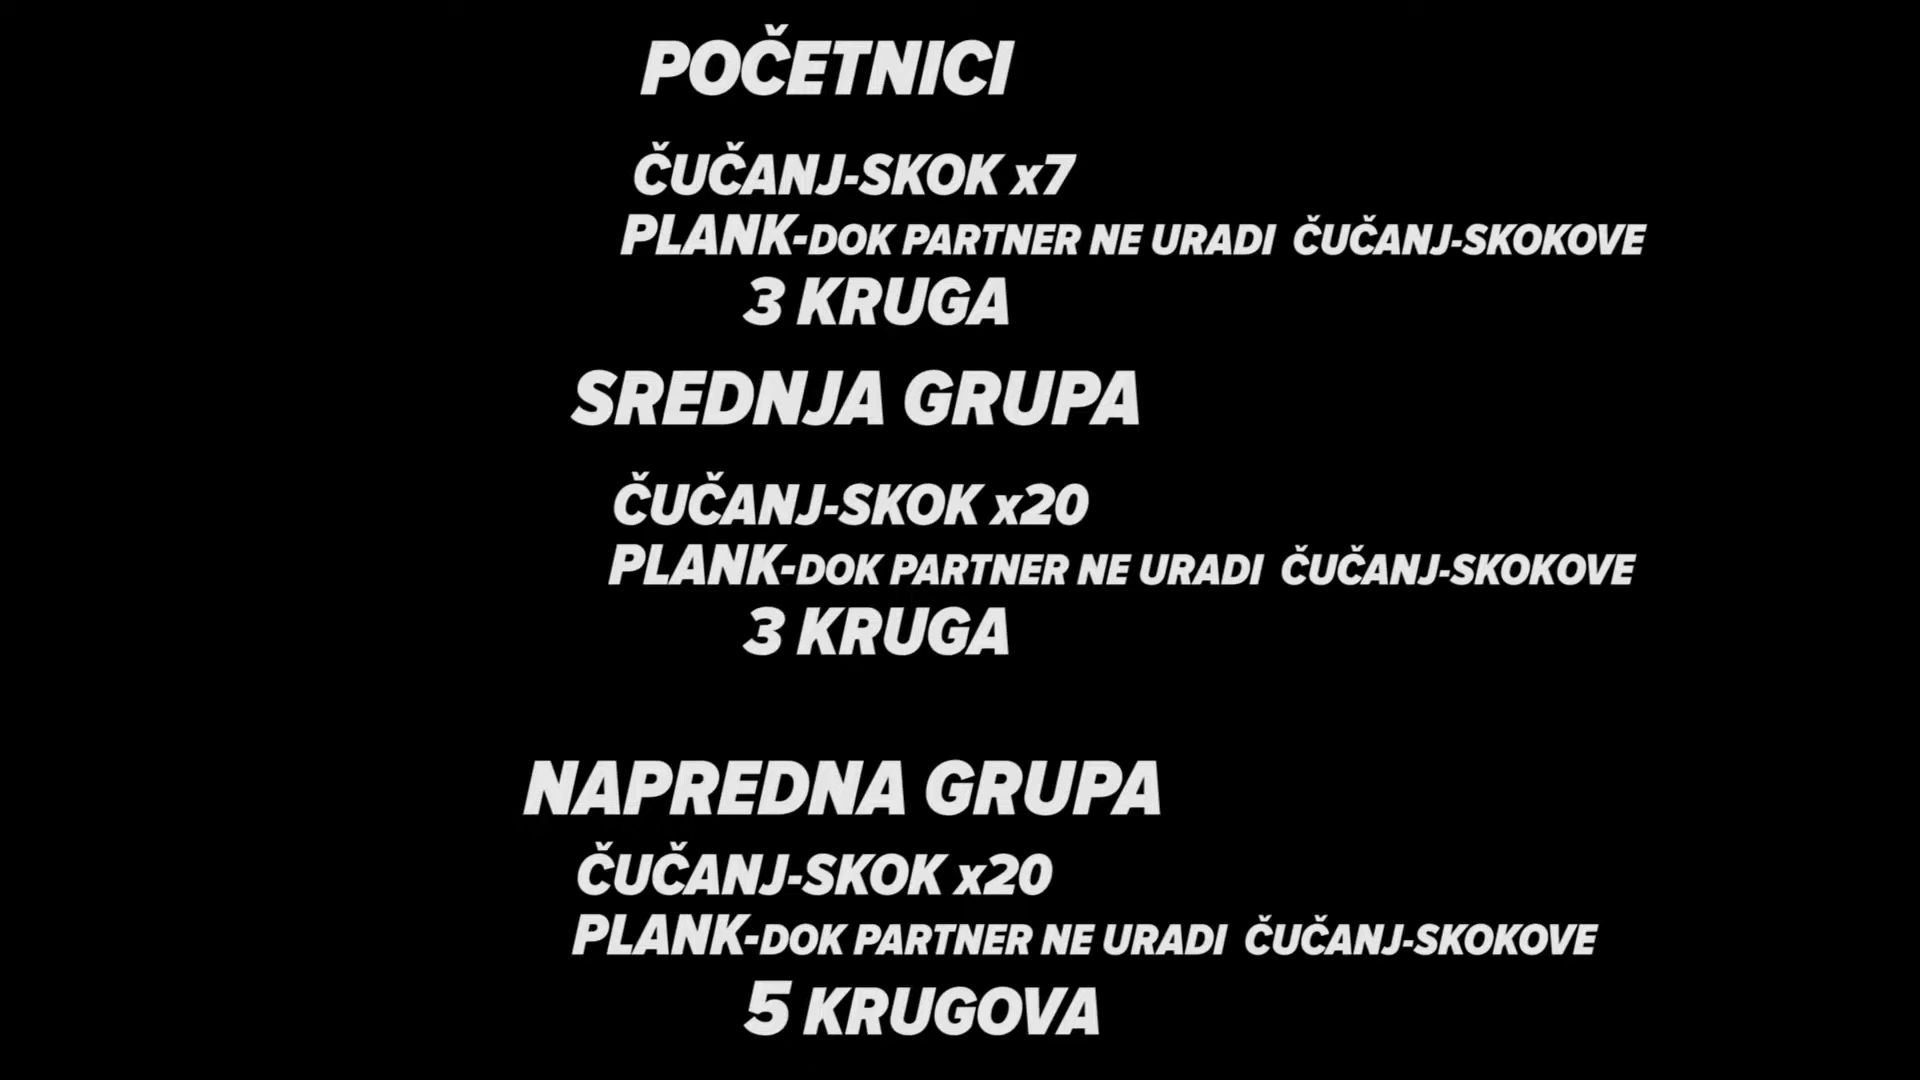 POČETNICI
ČUČANJ-SKOK x7
PLANK-DOK PARTNER NE URADI ČUČANJ-SKOKOVE
3 KRUGA
SREDNJA GRUPA
ČUČANJ-SKOK x20
PLANK-DOK PARTNER NE URADI ČUČANJ-SKOKOVE
3 KRUGA
NAPREDNA GRUPA
ČUČANJ-SKOK x20
PLANK-DOK PARTNER NE URADI ČUČANJ-SKOKOVE
5 KRUGOVA